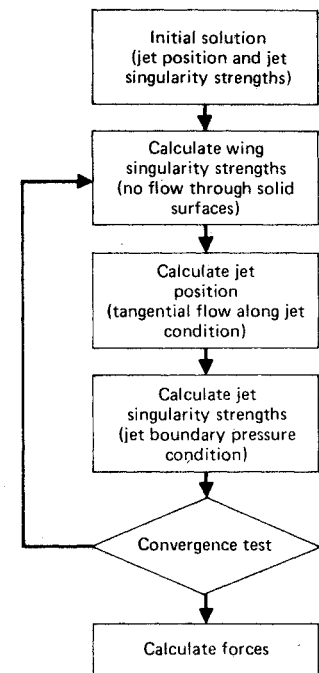 Initial solution
(jet position and jet
singularity strengths)
Calculate wing
singularity strengths
(no flow through solid
surfaces)
Calculate jet
position
(tangential flow along jet
condition)
Calculate jet
singularity strengths
(jet boundary pressure
condition)
Convergence test
Calculate forces